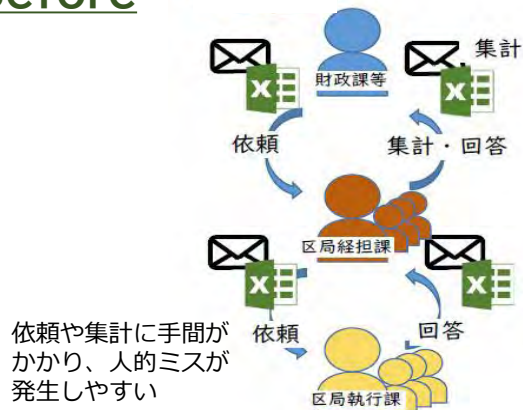 Before
集計
財政課等
依頼
集計・回答
区局経担課
依頼や集計に手間が
かかり、人的ミスが
発生しやすい
依頼
回答
区局執行課